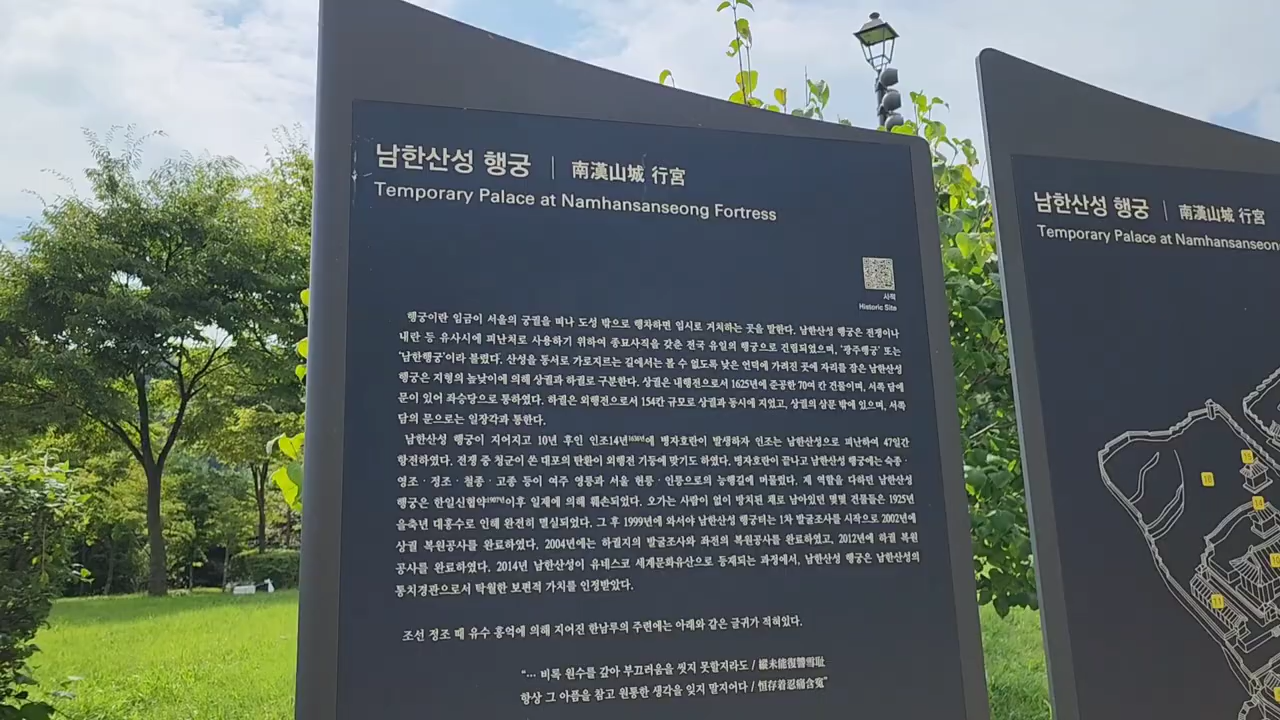 남한산성 행궁 | 南漢山城 行宮
Temporary Palace at Namhansanseong Fortress
사적
Historic Site
행궁이란 임금이 서울의 궁궐을 떠나 도성 밖으로 행차하면 임시로 거처하는 곳을 말한다. 남한산성 행궁은 전쟁이나
내란 등 유사시에 피난처로 사용하기 위하여 종묘사직을 갖춘 전국 유일의 행궁으로 건립되었으며, '광주행궁' 또는
'남한행궁'이라 불렸다. 산성을 동서로 가로지르는 길에서는 볼 수 없도록 낮은 언덕에 가려진 곳에 자리를 잡은 남한산성
행궁은 지형의 높낮이에 의해 상궐과 하궐로 구분한다. 상궐은 내행전으로서 1625년에 준공한 70여 칸 건물이며, 서쪽 담에
문이 있어 좌승당으로 통하였다. 하궐은 외행전으로서 154칸 규모로 상궐과 동시에 지었고, 상궐의 삼문 밖에 있으며, 서쪽
담의 문으로는 일장각과 통한다.
남한산성 행궁이 지어지고 10년 후인 인조14년1636년에 병자호란이 발생하자 인조는 남한산성으로 피난하여 47일간
항전하였다. 전쟁 중 청군이 쏜 대포의 탄환이 외행전 기둥에 맞기도 하였다. 병자호란이 끝나고 남한산성 행궁에는 숙종·
영조·정조·철종·고종 등이 여주 영릉과 서울 헌릉·인릉으로의 능행길에 머물렀다. 제 역할을 다하던 남한산성
행궁은 한일신협약1907년이후 일제에 의해 훼손되었다. 오가는 사람이 없이 방치된 채로 남아있던 몇몇 건물들은 1925년
을축년 대홍수로 인해 완전히 멸실되었다. 그 후 1999년에 와서야 남한산성 행궁터는 1차 발굴조사를 시작으로 2002년에
상궐 복원공사를 완료하였다. 2004년에는 하궐지의 발굴조사와 좌전의 복원공사를 완료하였고, 2012년에 하궐 복원
공사를 완료하였다. 2014년 남한산성이 유네스코 세계문화유산으로 등재되는 과정에서, 남한산성 행궁은 남한산성의
통치경관으로서 탁월한 보편적 가치를 인정받았다.
조선 정조 때 유수 홍억에 의해 지어진 한남루의 주련에는 아래와 같은 글귀가 적혀있다.
"… 비록 원수를 갚아 부끄러움을 씻지 못할지라도 / 縱未能復讐雪恥
항상 그 아픔을 참고 원통한 생각을 잊지 말지어다 / 恒存着忍痛含寃"
남한산성 행궁 | 南漢山城 行宮
Temporary Palace at Namhansanseon